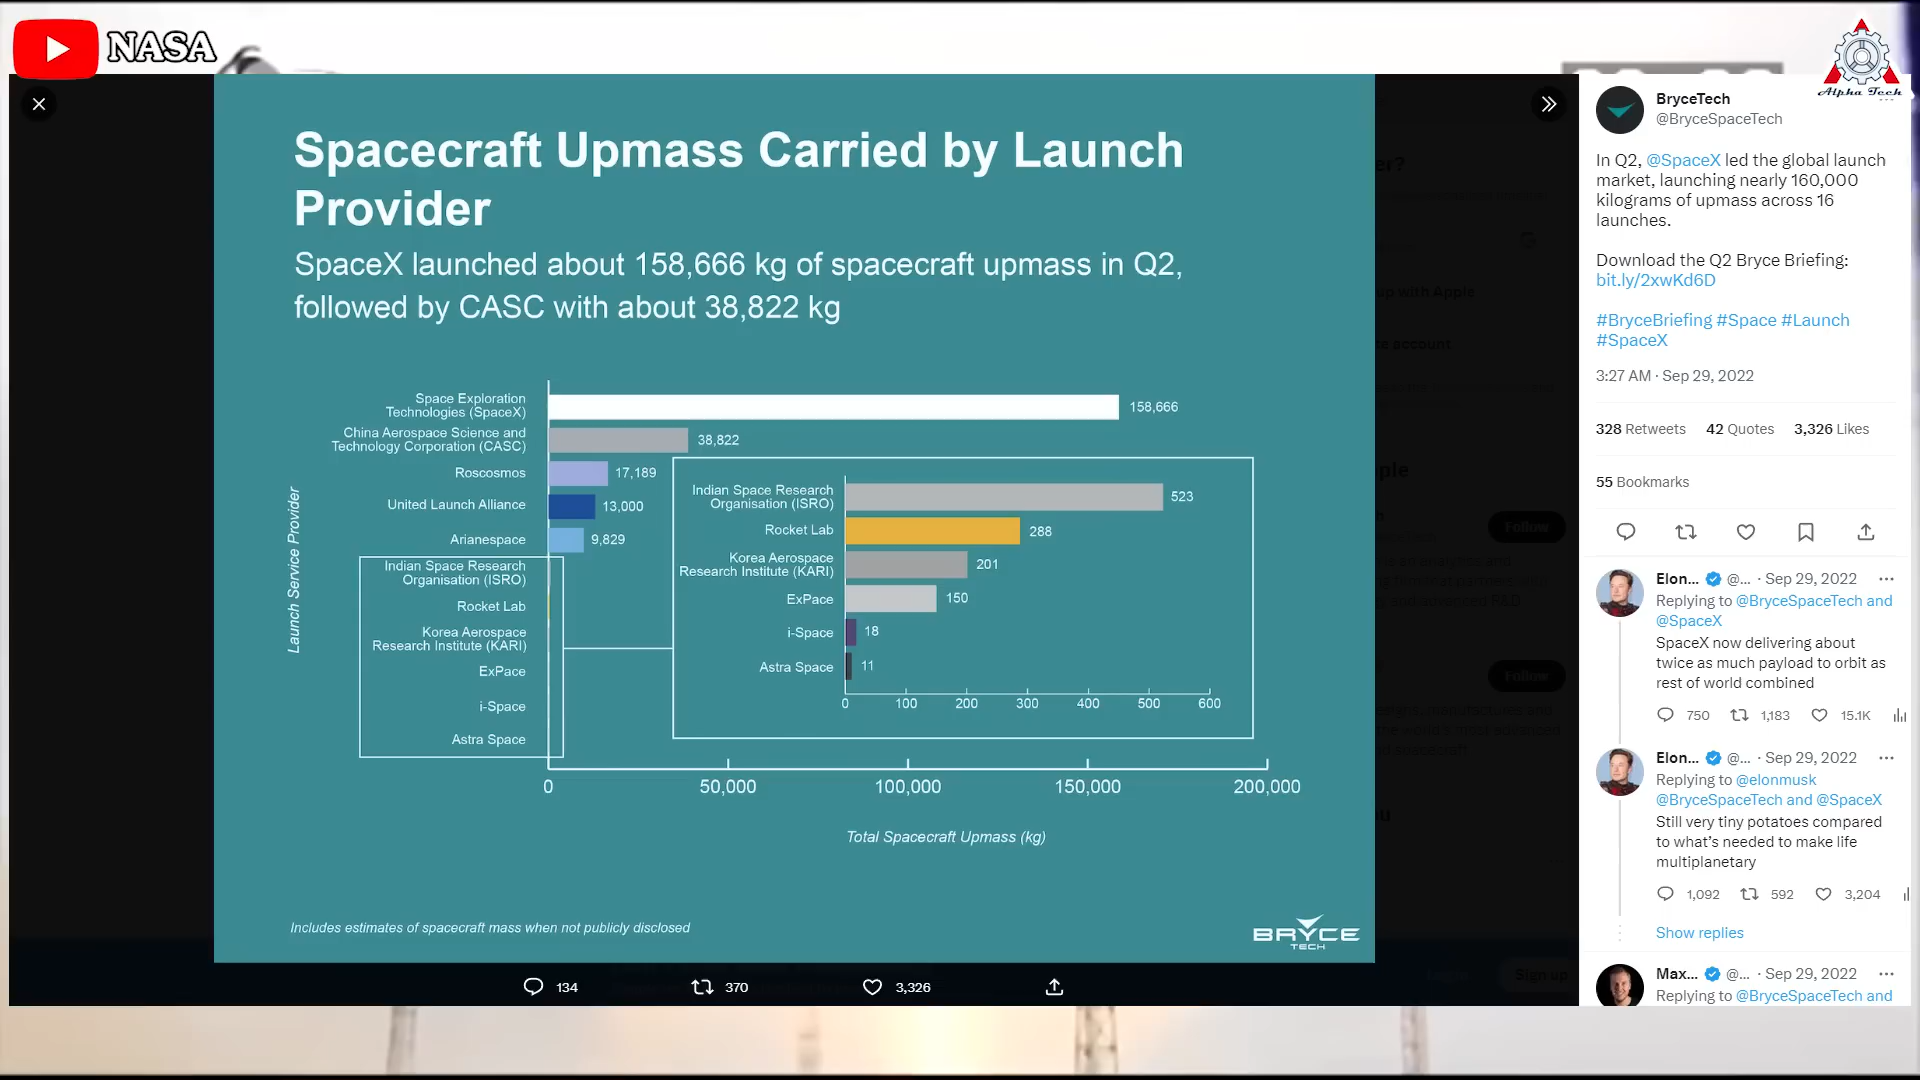 NASA
Alpha Tech
Spacecraft Upmass Carried by Launch
Provider
SpaceX launched about 158,666 kg of spacecraft upmass in Q2,
followed by CASC with about 38,822 kg
Launch Service Provider
Space Exploration
Technologies (SpaceX)
158,666
China Aerospace Science and
Technology Corporation (CASC)
38,822
Roscosmos
17,189
United Launch Alliance
13,000
Arianespace
9,829
Indian Space Research
Organisation (ISRO)
Rocket Lab
Korea Aerospace
Research Institute (KARI)
ExPace
i-Space
Astra Space
0
50,000
100,000
150,000
200,000
Total Spacecraft Upmass (kg)
Indian Space Research
Organisation (ISRO)
523
Rocket Lab
288
Korea Aerospace
Research Institute (KARI)
201
ExPace
150
i-Space
18
Astra Space
11
0
100
200
300
400
500
600
Includes estimates of spacecraft mass when not publicly disclosed
BRYCE
TECH
134
370
3,326
up with Apple
account
Follow
Follow
Sign up
BryceTech
@BryceSpaceTech
In Q2, @SpaceX led the global launch
market, launching nearly 160,000
kilograms of upmass across 16
launches.
Download the Q2 Bryce Briefing:
bit.ly/2xwKd6D
#BryceBriefing #Space #Launch
#SpaceX
3:27 AM · Sep 29, 2022
328 Retweets 42 Quotes 3,326 Likes
55 Bookmarks
Elon... @... · Sep 29, 2022
Replying to @BryceSpaceTech and
@SpaceX
SpaceX now delivering about
twice as much payload to orbit as
rest of world combined
750 1,183 15.1K
Elon... @... · Sep 29, 2022
Replying to @elonmusk
@BryceSpaceTech and @SpaceX
Still very tiny potatoes compared
to what's needed to make life
multiplanetary
1,092 592 3,204
Show replies
Max... @... · Sep 29, 2022
Replying to @BryceSpaceTech and